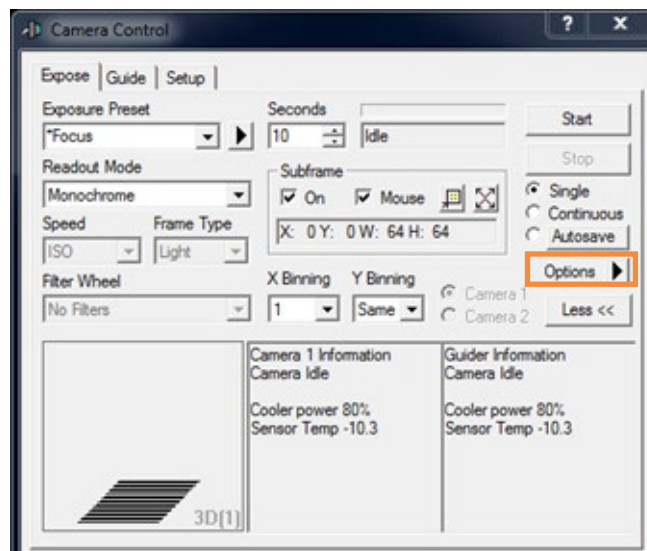 Camera Control
? x
Expose Guide Setup
Exposure Preset
*Focus
Seconds
10
Idle
Start
Stop
Readout Mode
Monochrome
Subframe
On Mouse
X: 0 Y: 0 W: 64 H: 64
Single
Continuous
Autosave
Speed Frame Type
ISO Light
Options
Filter Wheel
No Filters
X Binning Y Binning
1 Same
Camera 1
Camera 2
Less <<
3D(1)
Camera 1 Information
Camera Idle
Cooler power 80%
Sensor Temp -10.3
Guider Information
Camera Idle
Cooler power 80%
Sensor Temp -10.3